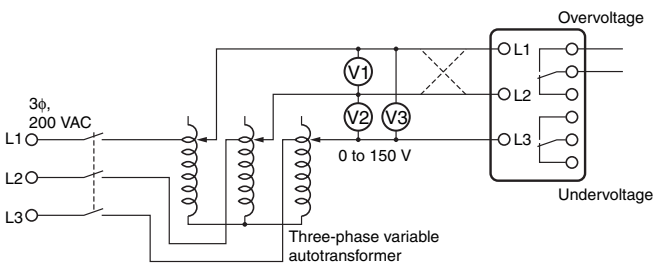 Overvoltage
L1
V1
3ϕ,
200 VAC
L2
V2
V3
L1
L3
0 to 150 V
L2
Undervoltage
L3
Three-phase variable
autotransformer